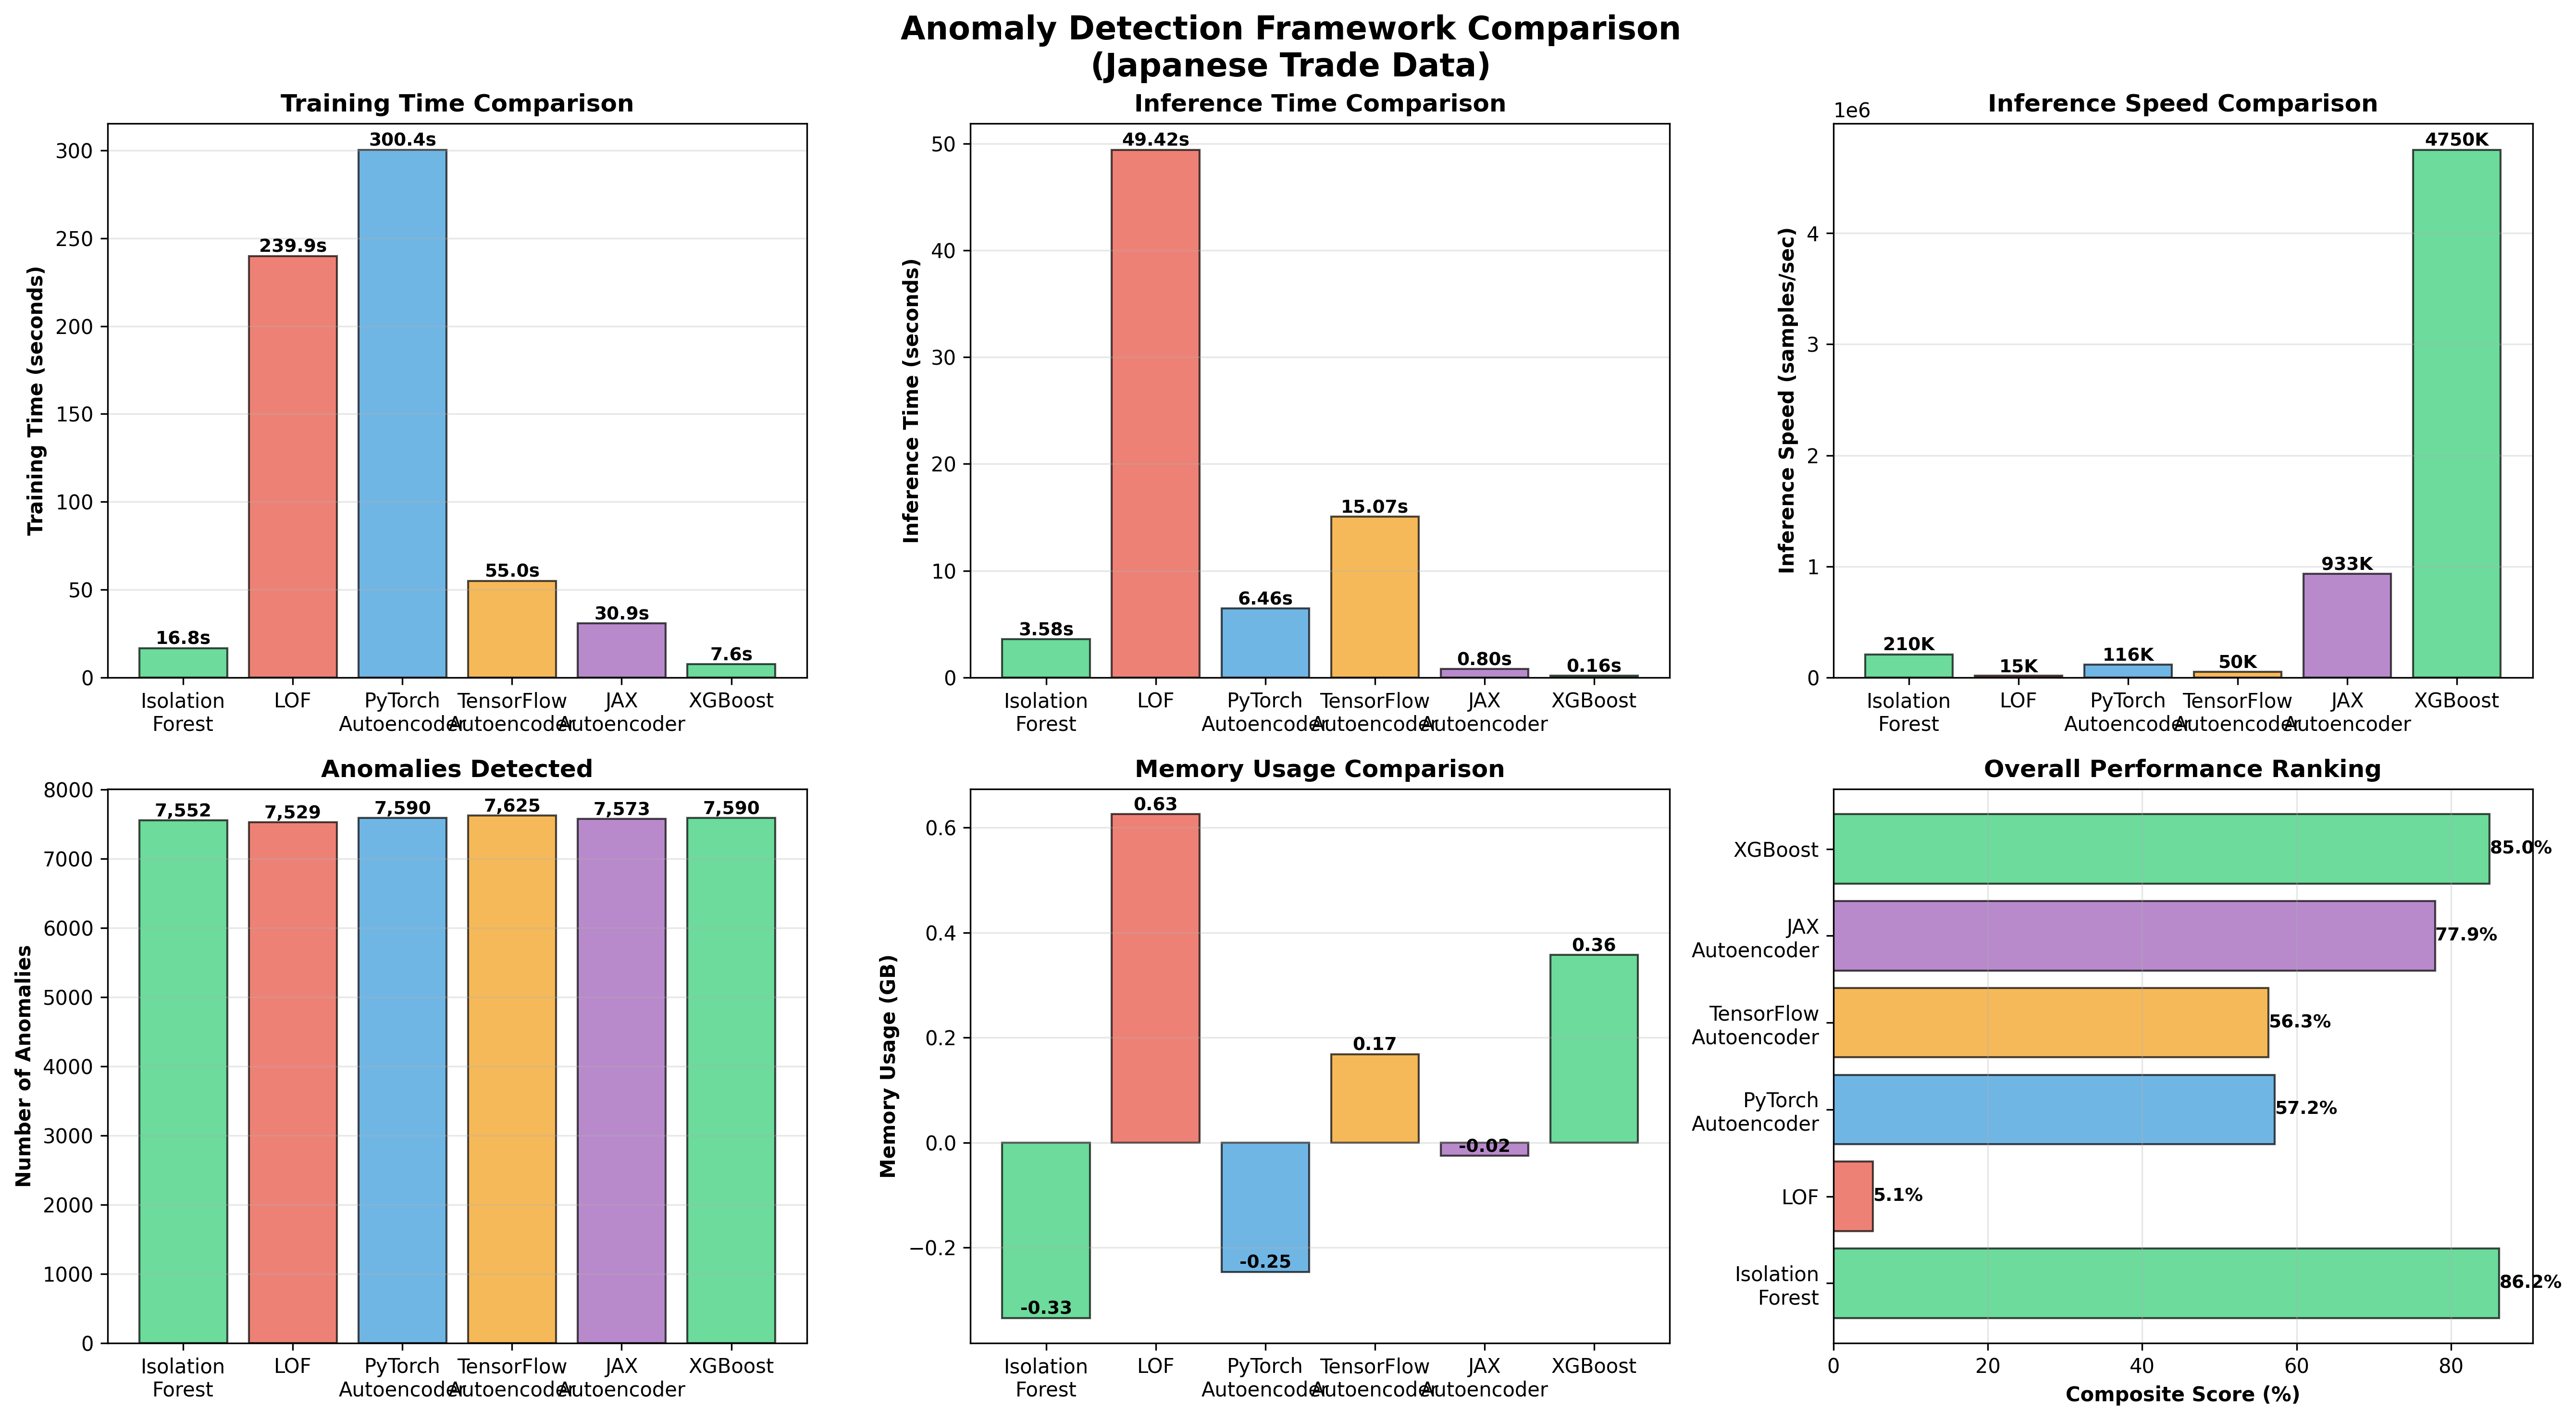 Anomaly Detection Framework Comparison
(Japanese Trade Data)
Training Time Comparison
Training Time (seconds)
300
250
200
150
100
50
0
16.8s
239.9s
300.4s
55.0s
30.9s
7.6s
Isolation
Forest
LOF
PyTorch
Autoencoder
TensorFlow
Autoencoder
JAX
Autoencoder
XGBoost
Inference Time Comparison
Inference Time (seconds)
50
40
30
20
10
0
3.58s
49.42s
6.46s
15.07s
0.80s
0.16s
Isolation
Forest
LOF
PyTorch
Autoencoder
TensorFlow
Autoencoder
JAX
Autoencoder
XGBoost
Inference Speed Comparison
1e6
Inference Speed (samples/sec)
4
3
2
1
0
210K
15K
116K
50K
933K
4750K
Isolation
Forest
LOF
PyTorch
Autoencoder
TensorFlow
Autoencoder
JAX
Autoencoder
XGBoost
Anomalies Detected
Number of Anomalies
8000
7000
6000
5000
4000
3000
2000
1000
0
7,552
7,529
7,590
7,625
7,573
7,590
Isolation
Forest
LOF
PyTorch
Autoencoder
TensorFlow
Autoencoder
JAX
Autoencoder
XGBoost
Memory Usage Comparison
Memory Usage (GB)
0.6
0.4
0.2
0.0
−0.2
-0.33
0.63
-0.25
0.17
-0.02
0.36
Isolation
Forest
LOF
PyTorch
Autoencoder
TensorFlow
Autoencoder
JAX
Autoencoder
XGBoost
Overall Performance Ranking
XGBoost
85.0%
JAX
Autoencoder
77.9%
TensorFlow
Autoencoder
56.3%
PyTorch
Autoencoder
57.2%
LOF
5.1%
Isolation
Forest
86.2%
0
20
40
60
80
Composite Score (%)